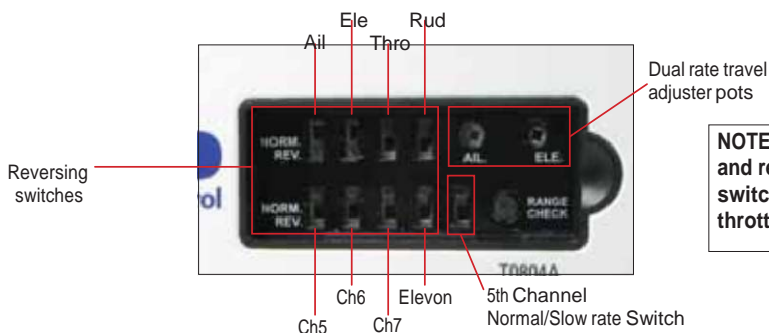 Ele
Rud
Ail
Thro
Dual rate travel
adjuster pots
NORM.
REV.
AIL.
ELE.
NOTE
and re
switc
thrott
Reversing
switches
rol
NORM.
REV.
RANGE
CHECK
T0804A
Ch6
Elevon
5th Channel
Normal/Slow rate Switch
Ch5
Ch7